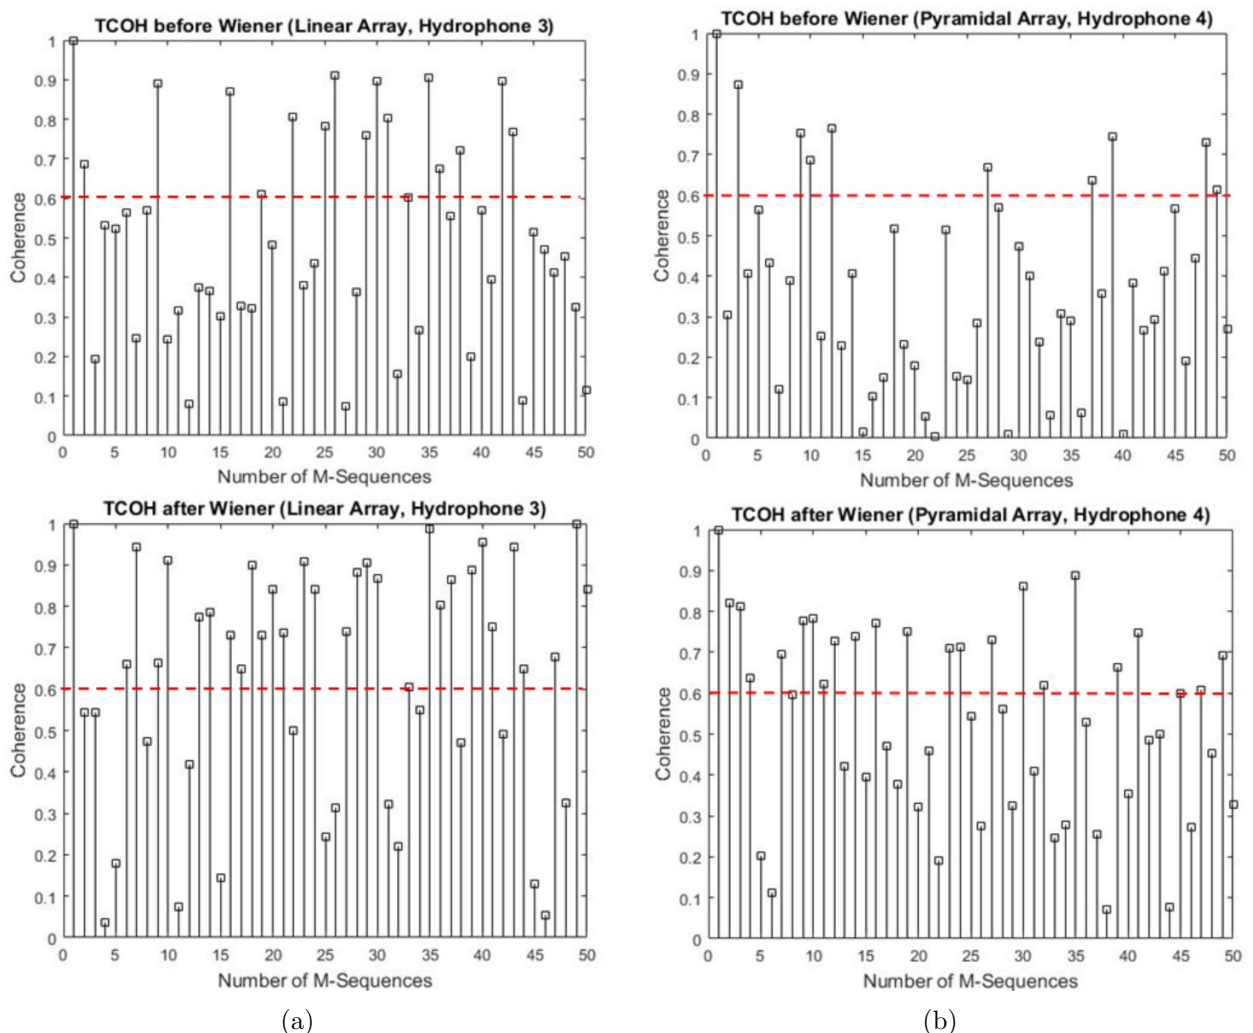 TCOH before Wiener (Linear Array, Hydrophone 3)
1
0.9
0.8
0.7
0.6
0.5
0.4
0.3
0.2
0.1
0
Coherence
0 5 10 15 20 25 30 35 40 45 50
Number of M-Sequences
TCOH before Wiener (Pyramidal Array, Hydrophone 4)
1
0.9
0.8
0.7
0.6
0.5
0.4
0.3
0.2
0.1
0
Coherence
0 5 10 15 20 25 30 35 40 45 50
Number of M-Sequences
TCOH after Wiener (Linear Array, Hydrophone 3)
1
0.9
0.8
0.7
0.6
0.5
0.4
0.3
0.2
0.1
0
Coherence
0 5 10 15 20 25 30 35 40 45 50
Number of M-Sequences
TCOH after Wiener (Pyramidal Array, Hydrophone 4)
1
0.9
0.8
0.7
0.6
0.5
0.4
0.3
0.2
0.1
0
Coherence
0 5 10 15 20 25 30 35 40 45 50
Number of M-Sequences
(a)
(b)